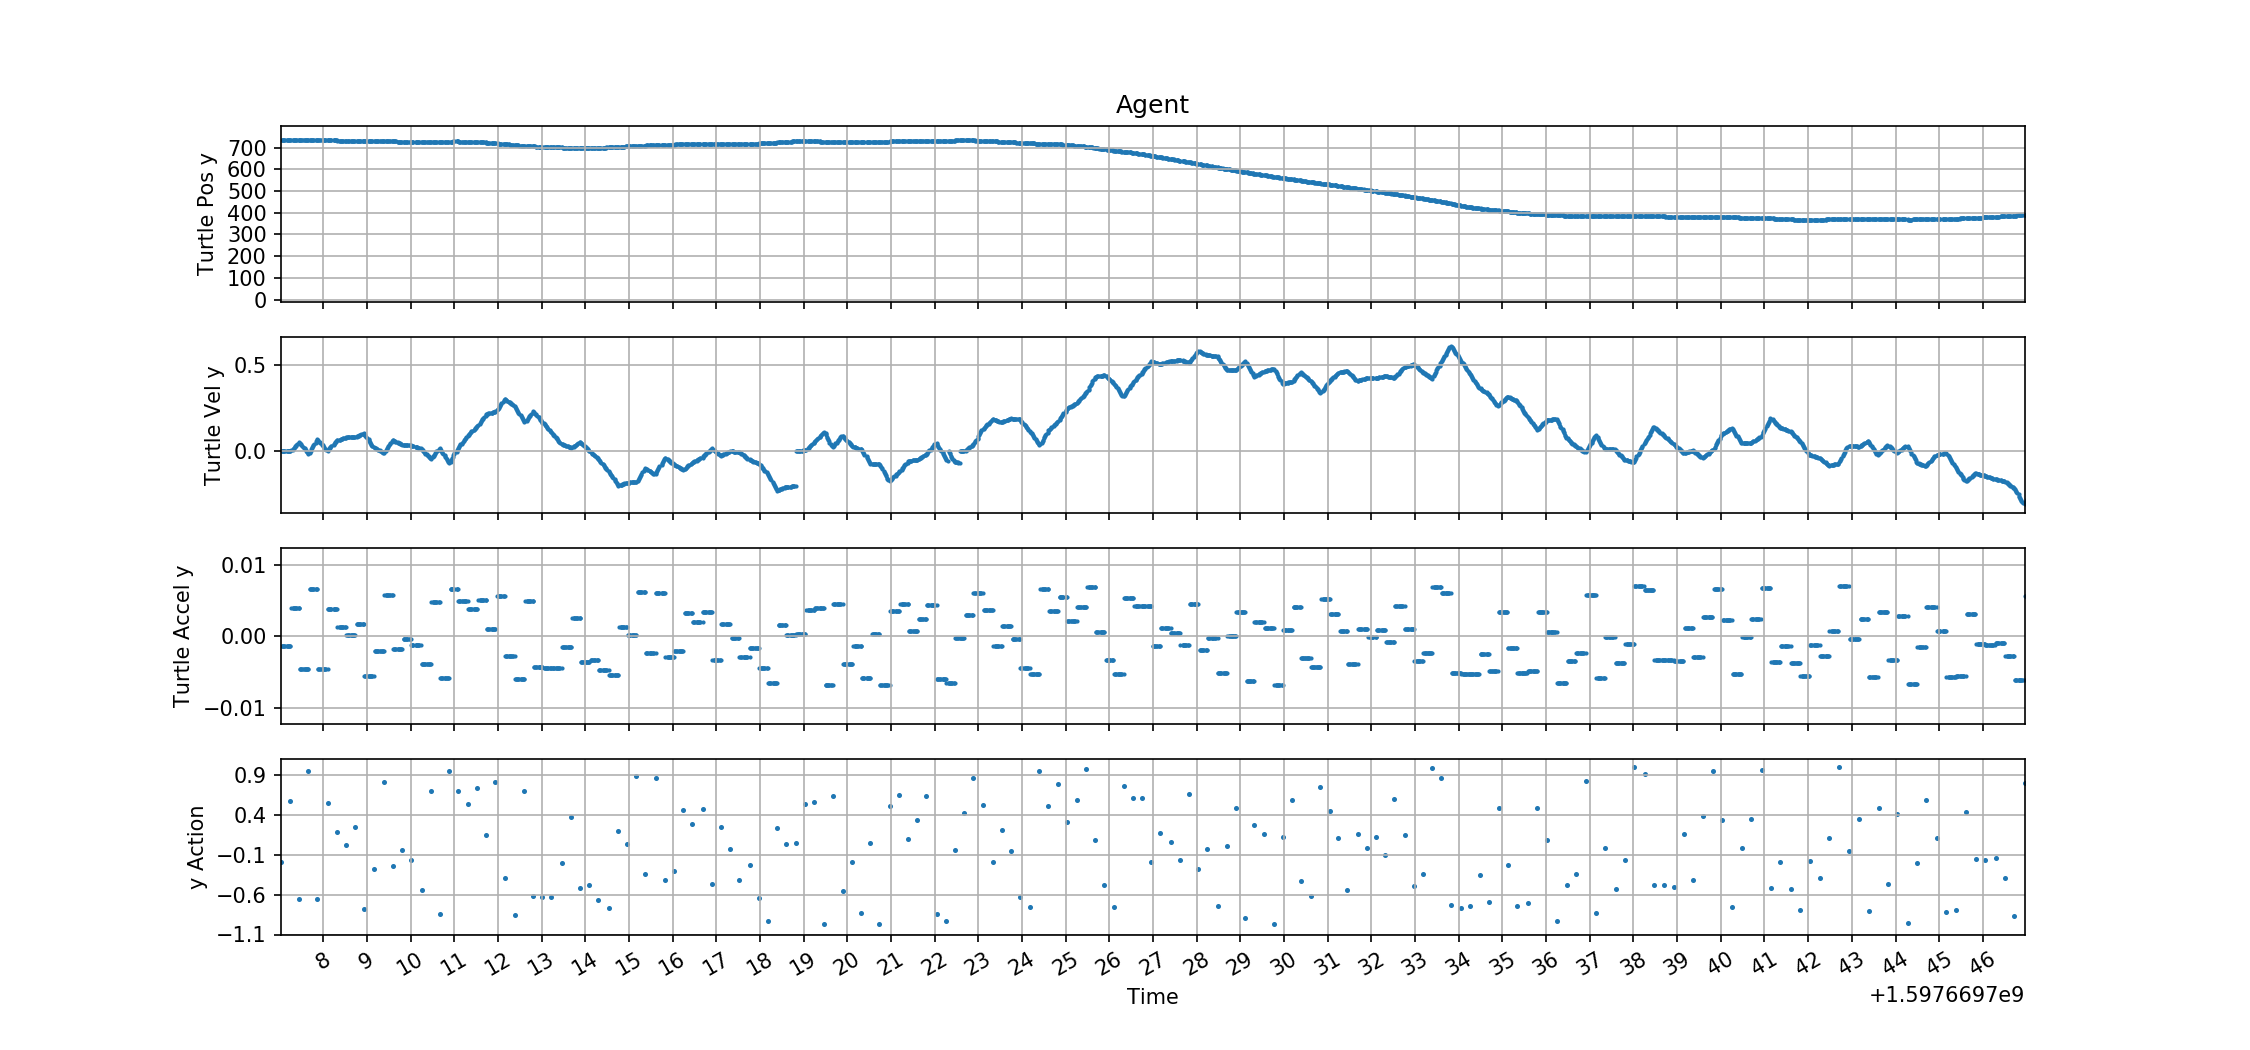 Agent
Turtle Pos y
700
600
500
400
300
200
100
0
Turtle Vel y
0.5
0.0
Turtle Accel y
0.01
0.00
−0.01
y Action
0.9
0.4
−0.1
−0.6
−1.1
8 9 10 11 12 13 14 15 16 17 18 19 20 21 22 23 24 25 26 27 28 29 30 31 32 33 34 35 36 37 38 39 40 41 42 43 44 45 46
Time
+1.5976697e9